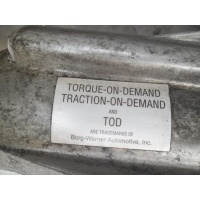 TORQUE-ON-DEMAND
TRACTION-ON-DEMAND
AND
TOD
ARE TRADEMARKS OF
Borg-Warner Automotive, Inc.